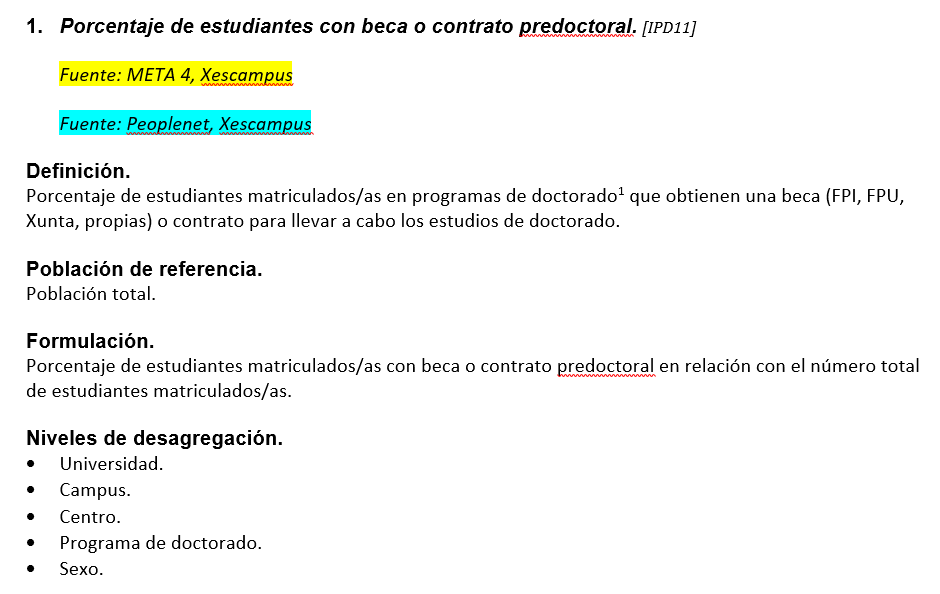 1. Porcentaje de estudiantes con beca o contrato predoctoral. [IPD11]
Fuente: META 4, Xescampus
Fuente: Peoplenet, Xescampus
Definición.
Porcentaje de estudiantes matriculados/as en programas de doctorado¹ que obtienen una beca (FPI, FPU,
Xunta, propias) o contrato para llevar a cabo los estudios de doctorado.
Población de referencia.
Población total.
Formulación.
Porcentaje de estudiantes matriculados/as con beca o contrato predoctoral en relación con el número total
de estudiantes matriculados/as.
Niveles de desagregación.
• Universidad.
• Campus.
• Centro.
• Programa de doctorado.
• Sexo.